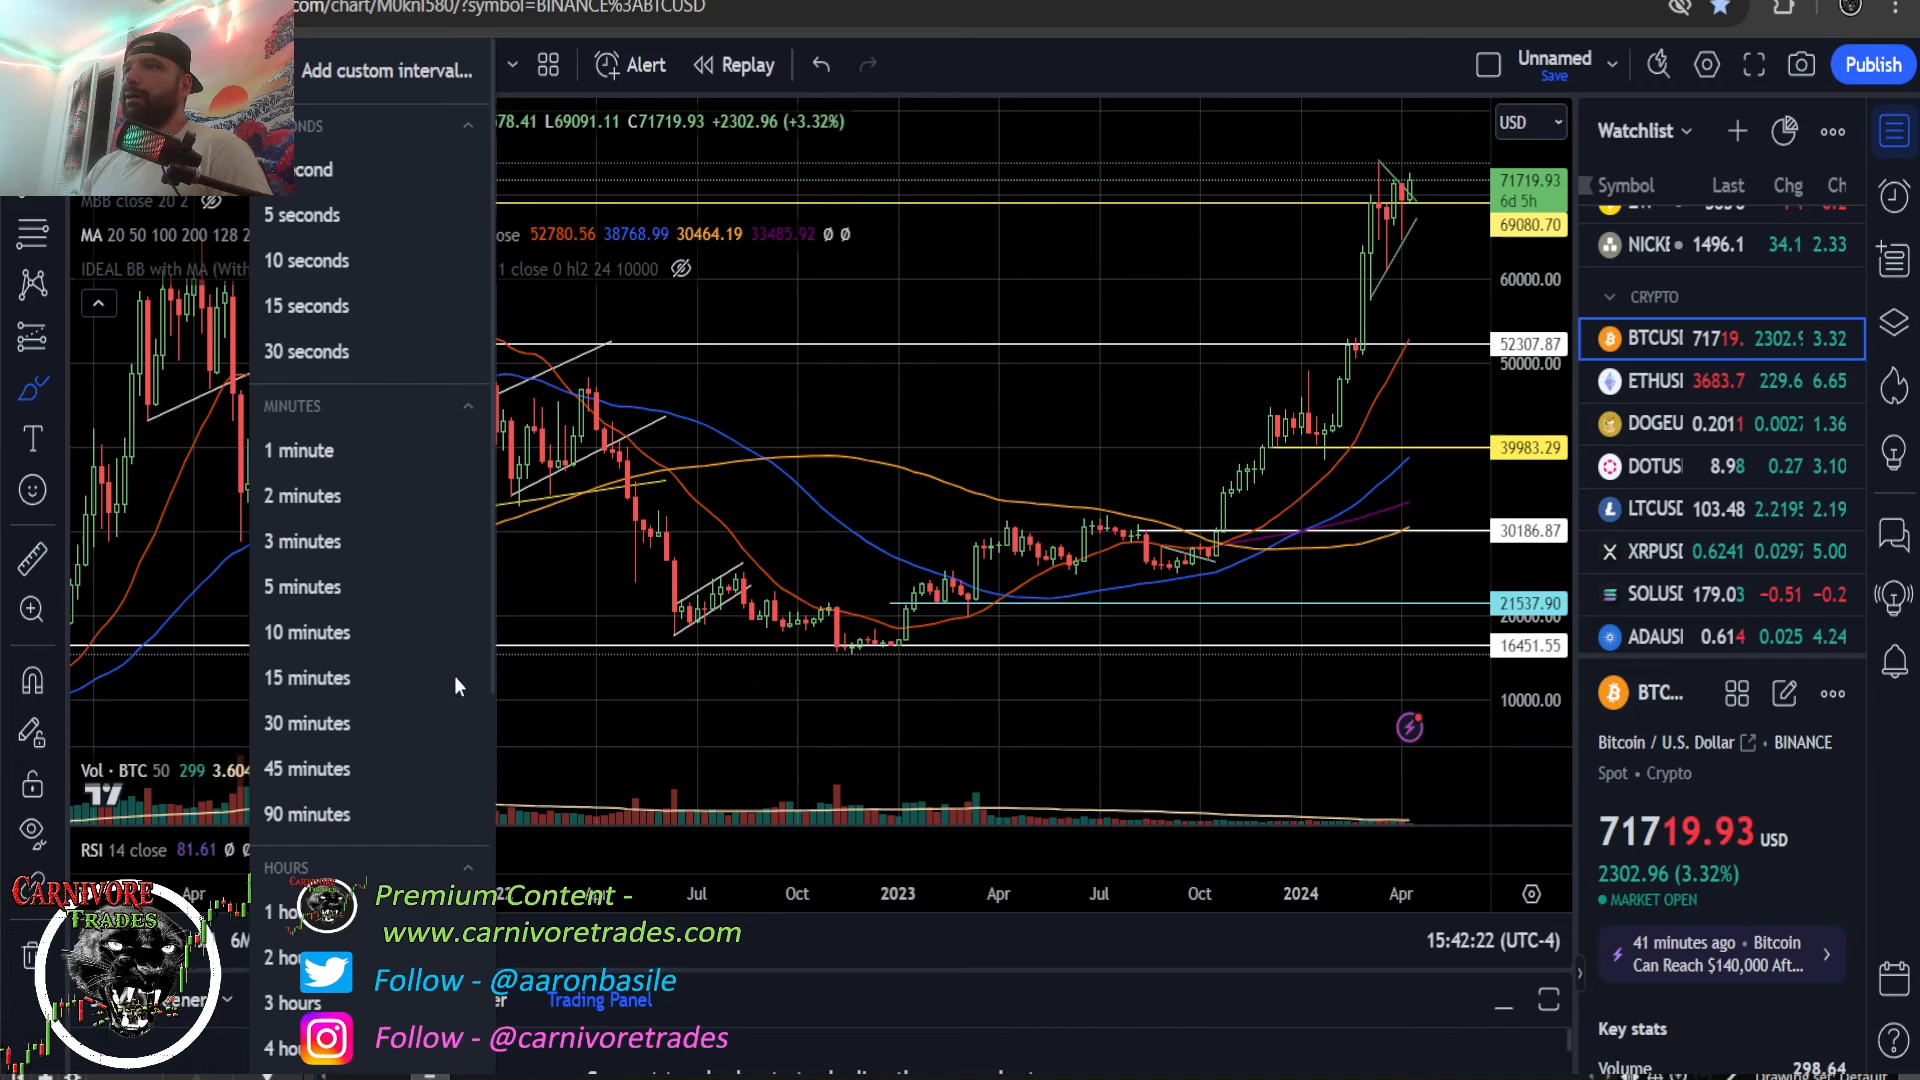 com/chart/M0knI580/?symbol=BINANCE%3ABTCUSD
Add custom interval...
Alert
Replay
Unnamed
Save
Publish
5 seconds
10 seconds
15 seconds
30 seconds
MINUTES
1 minute
2 minutes
3 minutes
5 minutes
10 minutes
15 minutes
30 minutes
45 minutes
90 minutes
HOURS
3 hours
L69091.11 C71719.93 +2302.96 (+3.32%)
MBB close 20 2
MA 20 50 100 200 128 2
52780.56 38768.99 30464.19 33485.92 Ø Ø
IDEAL BB with MA (With
1 close 0 hl2 24 10000
USD
71719.93
6d 5h
69080.70
60000.00
52307.87
50000.00
39983.29
30186.87
21537.90
20000.00
16451.55
10000.00
Vol · BTC 50 299 3.604
RSI 14 close 81.61 Ø
Apr
Jul
Oct
2023
Apr
Jul
Oct
2024
Apr
15:42:22 (UTC-4)
Trading Panel
Watchlist
Symbol Last Chg Ch
NICKE 1496.1 34.1 2.33
CRYPTO
BTCUSI 71719. 2302.9 3.32
ETHUSI 3683.7 229.6 6.65
DOGEU 0.2011 0.0027 1.36
DOTUSI 8.98 0.27 3.10
LTCUSD 103.48 2.2195 2.19
XRPUSI 0.6241 0.0297 5.00
SOLUSI 179.03 −0.51 −0.2
ADAUSI 0.614 0.025 4.24
BTC...
Bitcoin / U.S. Dollar · BINANCE
Spot • Crypto
71719.93 USD
2302.96 (3.32%)
MARKET OPEN
41 minutes ago • Bitcoin
Can Reach $140,000 Aft...
Key stats
Volume 298.64
CARNIVORE
TRADES
Premium Content -
www.carnivoretrades.com
Follow - @aaronbasile
Follow - @carnivoretrades